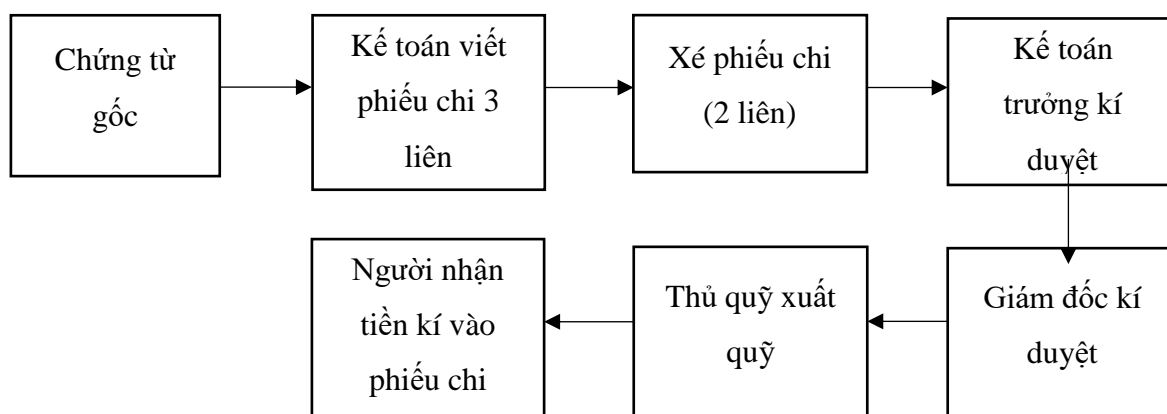 Chứng từ
gốc
Kế toán viết
phiếu chi 3
liên
Xé phiếu chi
(2 liên)
Kế toán
trưởng kí
duyệt
Giám đốc kí
duyệt
Thủ quỹ xuất
quỹ
Người nhận
tiền kí vào
phiếu chi